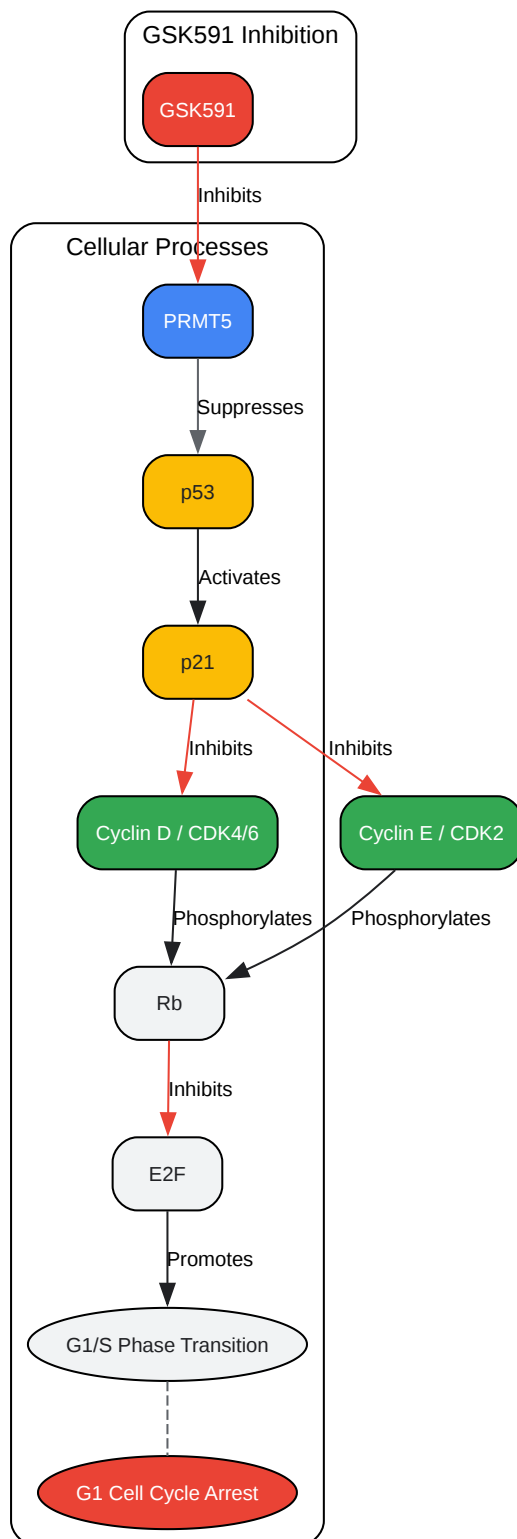 GSK591 Inhibition
GSK591
Inhibits
Cellular Processes
PRMT5
Suppresses
p53
Activates
p21
Inhibits
Inhibits
Cyclin D / CDK4/6
Cyclin E / CDK2
Phosphorylates
Phosphorylates
Rb
Inhibits
E2F
Promotes
G1/S Phase Transition
G1 Cell Cycle Arrest